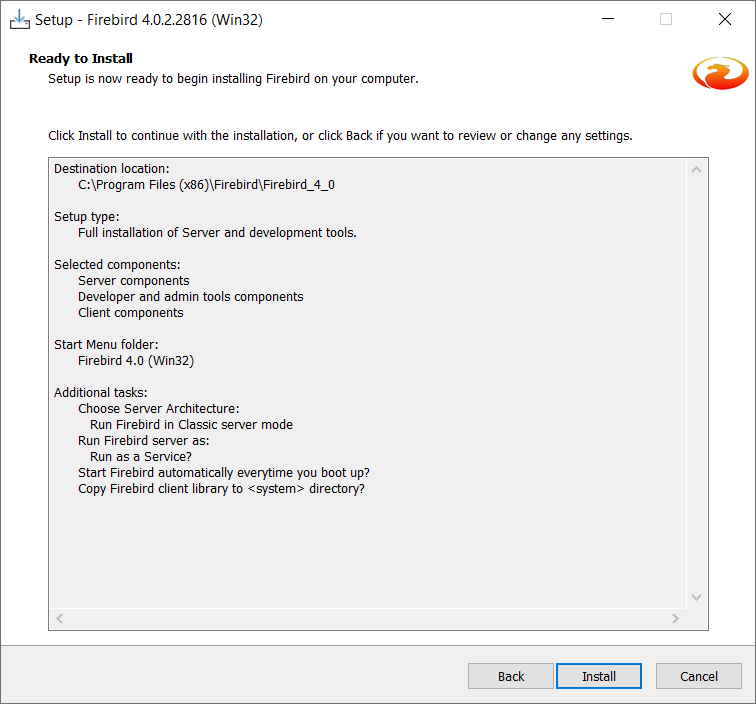 Setup - Firebird 4.0.2.2816 (Win32)
Ready to Install
Setup is now ready to begin installing Firebird on your computer.
Click Install to continue with the installation, or click Back if you want to review or change any settings.
Destination location:
C:\Program Files (x86)\Firebird\Firebird_4_0
Setup type:
Full installation of Server and development tools.
Selected components:
Server components
Developer and admin tools components
Client components
Start Menu folder:
Firebird 4.0 (Win32)
Additional tasks:
Choose Server Architecture:
Run Firebird in Classic server mode
Run Firebird server as:
Run as a Service?
Start Firebird automatically everytime you boot up?
Copy Firebird client library to <system> directory?
Back Install Cancel